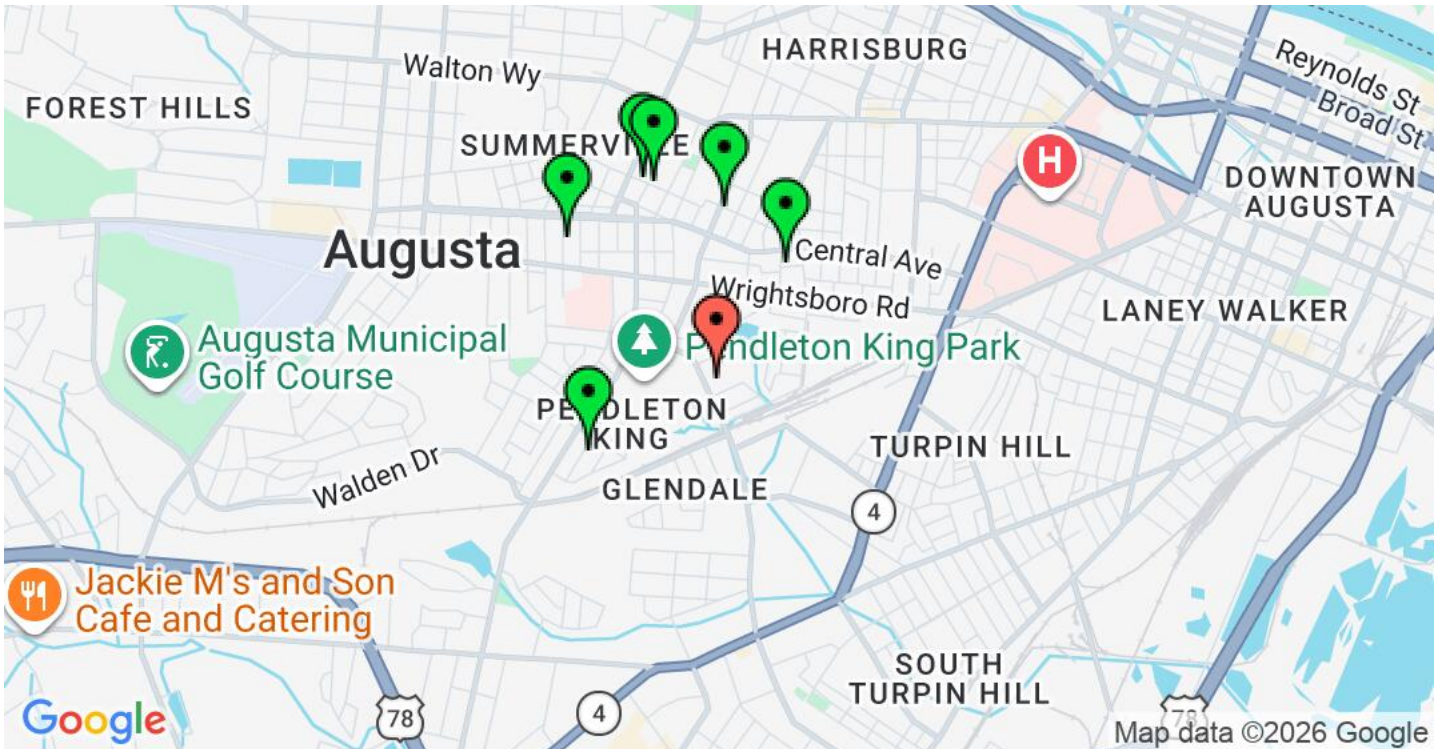 HARRISBURG
Reynolds St
Walton Wy
Broad St
FOREST HILLS
SUMMERVILLE
H
DOWNTOWN
AUGUSTA
Augusta
Central Ave
Wrightsboro Rd
LANEY WALKER
Augusta Municipal
Golf Course
Pendleton King Park
PENDLETON
KING
TURPIN HILL
Walden Dr
GLENDALE
4
Jackie M's and Son
Cafe and Catering
SOUTH
TURPIN HILL
78
4
78
Google
Map data ©2026 Google